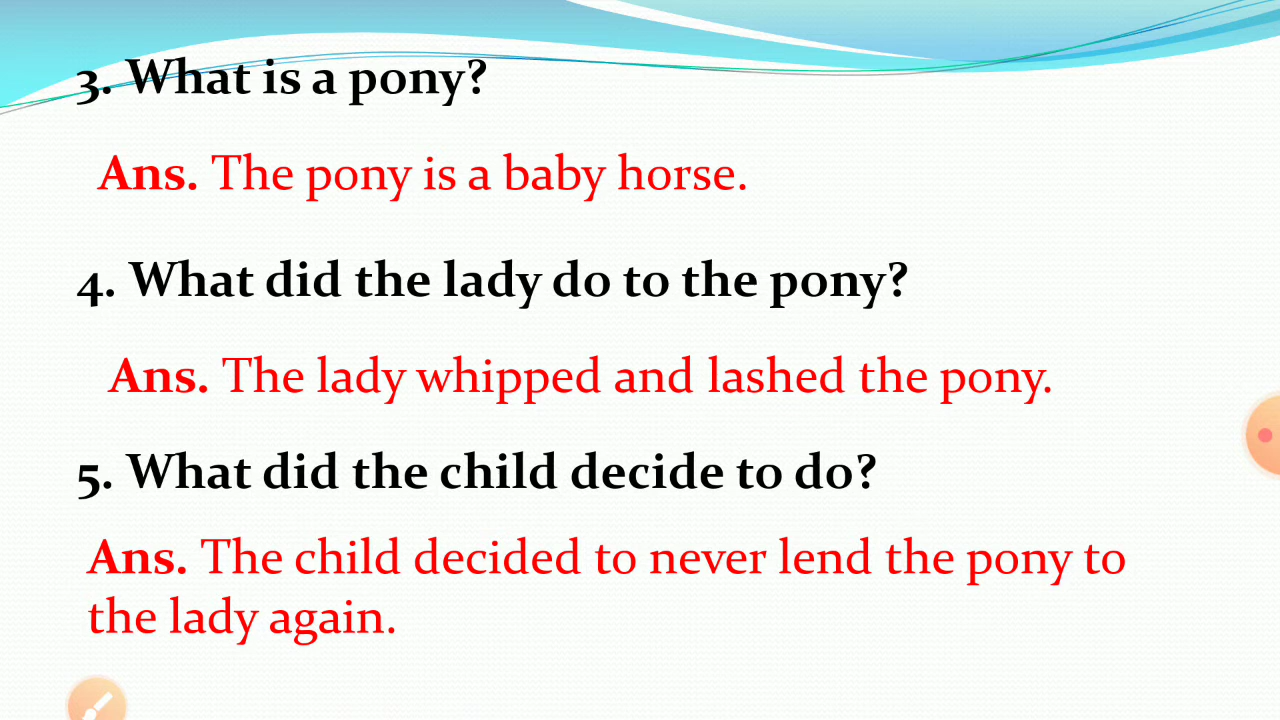 3. What is a pony?
Ans. The pony is a baby horse.
4. What did the lady do to the pony?
Ans. The lady whipped and lashed the pony.
5. What did the child decide to do?
Ans. The child decided to never lend the pony to
the lady again.